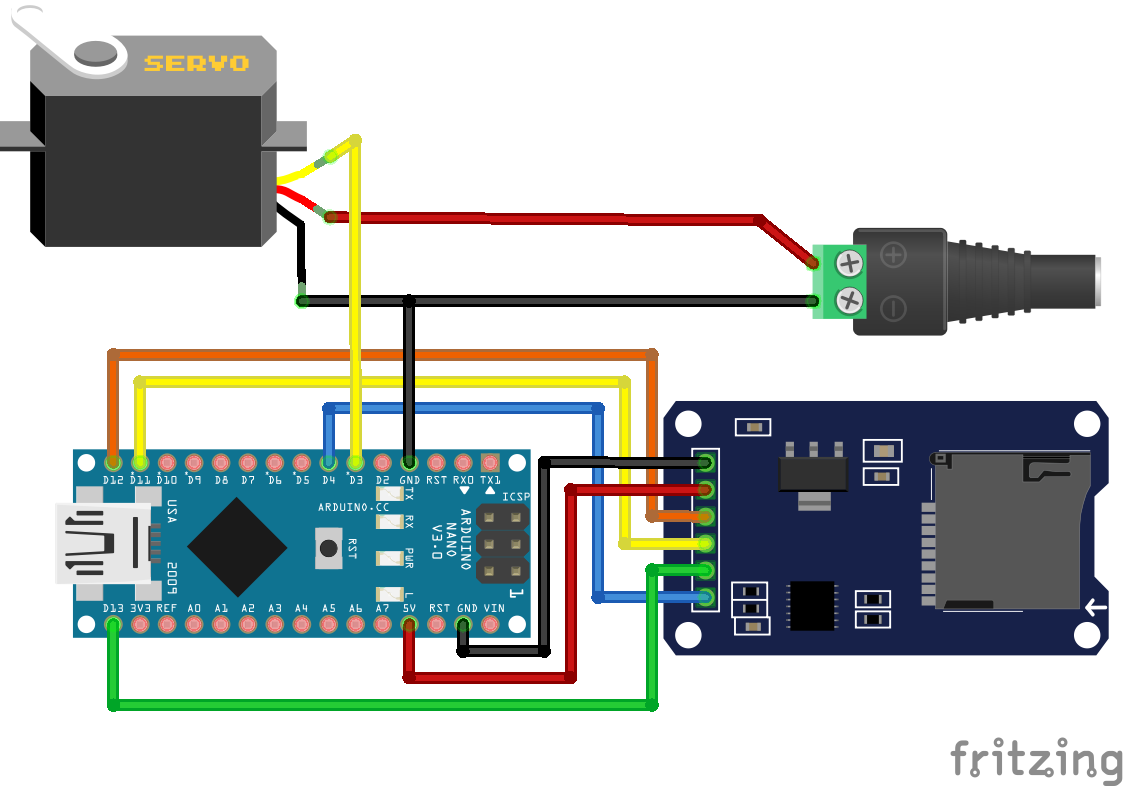 SERVO
+
−
D12 D11 D10 D9 D8 D7 D6 D5 D4 D3 D2 GND RST RX0 TX1
ICSP
ARDUINO.CC
TX
RX
PWR
L
RST
USA
2009
ARDUINO
NANO
V3.0
1
D13 3V3 REF A0 A1 A2 A3 A4 A5 A6 A7 5V RST GND VIN
fritzing